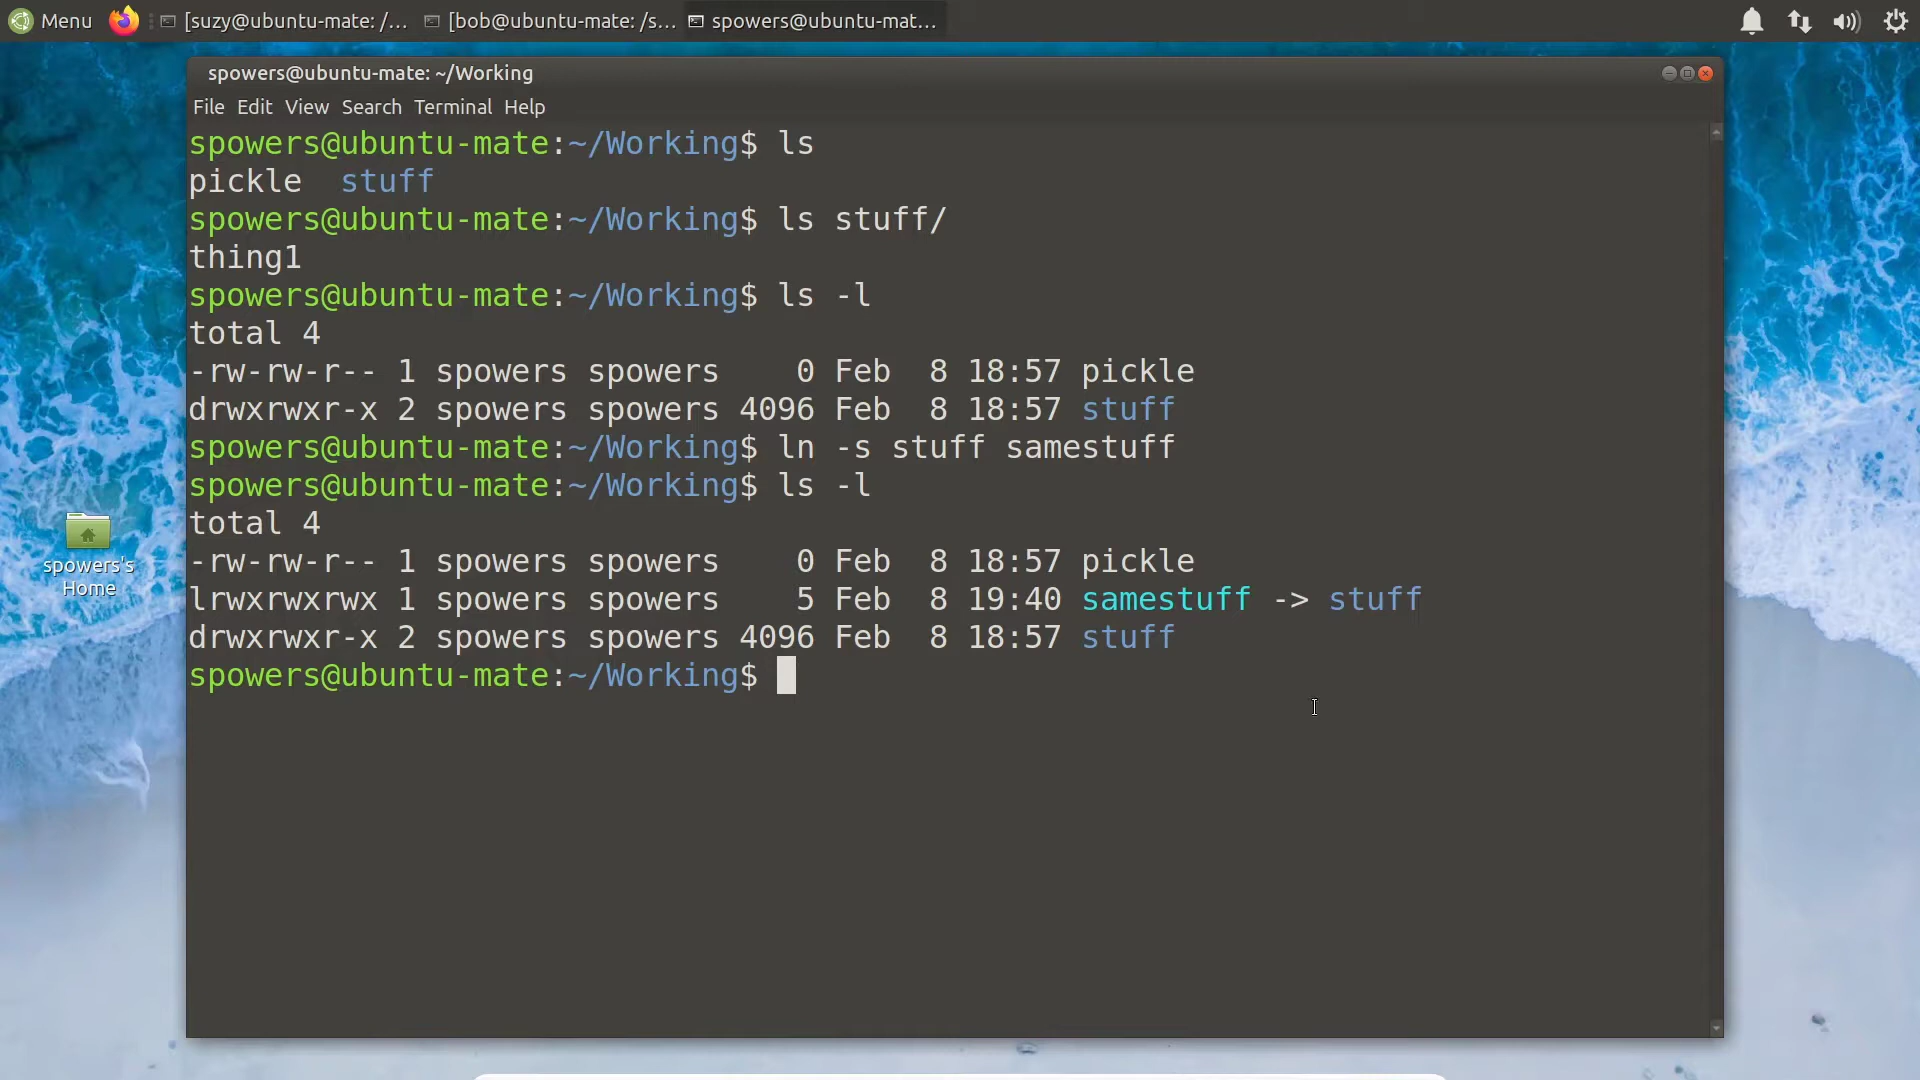 Menu [suzy@ubuntu-mate: /... [bob@ubuntu-mate: /s... spowers@ubuntu-mat...
spowers@ubuntu-mate: ~/Working
File Edit View Search Terminal Help
spowers@ubuntu-mate:~/Working$ ls
pickle  stuff
spowers@ubuntu-mate:~/Working$ ls stuff/
thing1
spowers@ubuntu-mate:~/Working$ ls -l
total 4
-rw-rw-r-- 1 spowers spowers    0 Feb  8 18:57 pickle
drwxrwxr-x 2 spowers spowers 4096 Feb  8 18:57 stuff
spowers@ubuntu-mate:~/Working$ ln -s stuff samestuff
spowers@ubuntu-mate:~/Working$ ls -l
total 4
-rw-rw-r-- 1 spowers spowers    0 Feb  8 18:57 pickle
lrwxrwxrwx 1 spowers spowers    5 Feb  8 19:40 samestuff -> stuff
drwxrwxr-x 2 spowers spowers 4096 Feb  8 18:57 stuff
spowers@ubuntu-mate:~/Working$
spowers's
Home